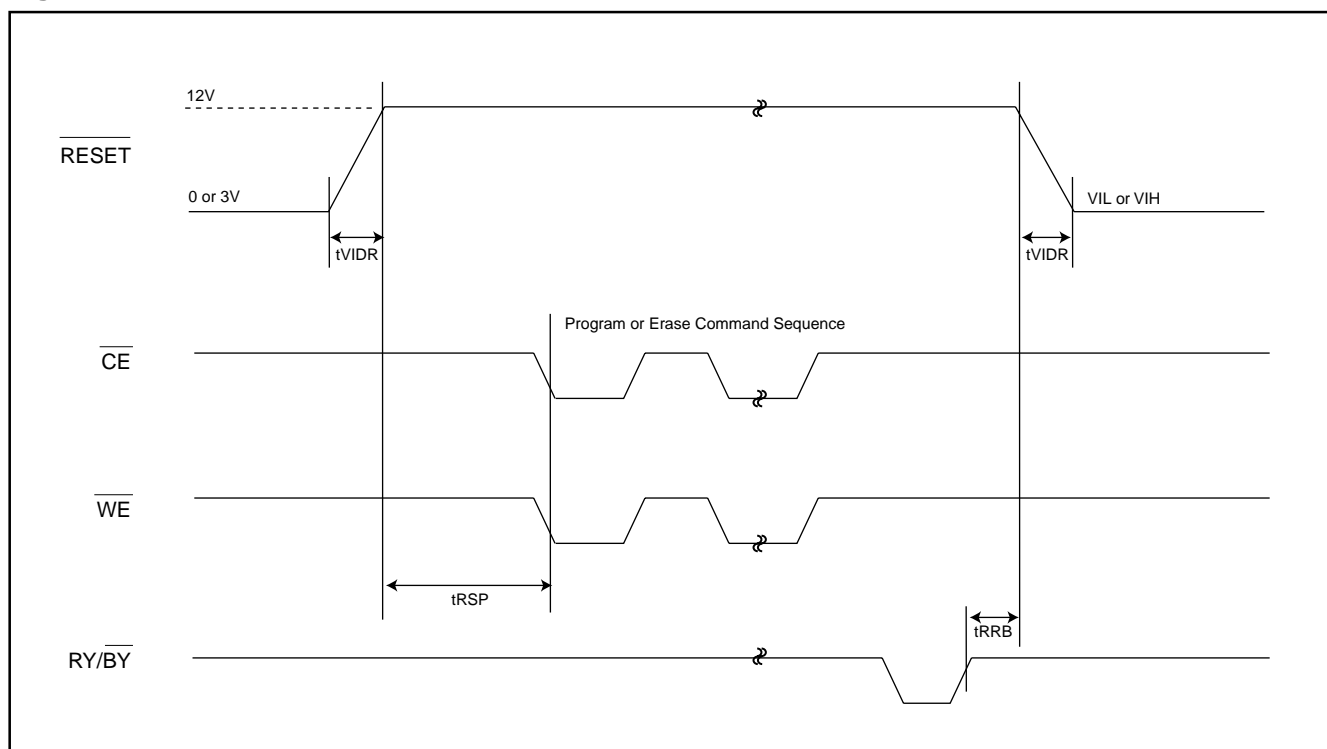 12V
RESET
0 or 3V
VIL or VIH
tVIDR
tVIDR
Program or Erase Command Sequence
CE
WE
tRSP
tRRB
RY/BY